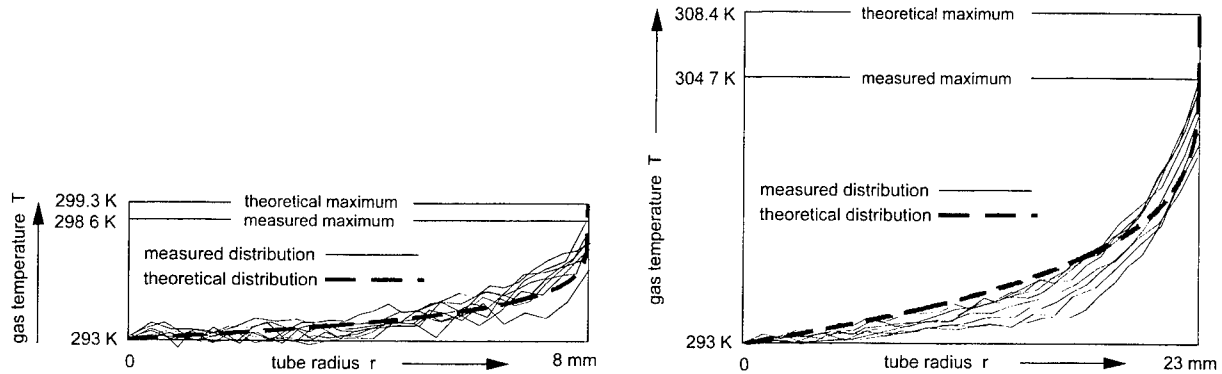 299.3 K
theoretical maximum
298 6 K
measured maximum
measured distribution
theoretical distribution
gas temperature T
293 K
0
tube radius r
8 mm
308.4 K
theoretical maximum
304 7 K
measured maximum
measured distribution
theoretical distribution
gas temperature T
293 K
0
tube radius r
23 mm